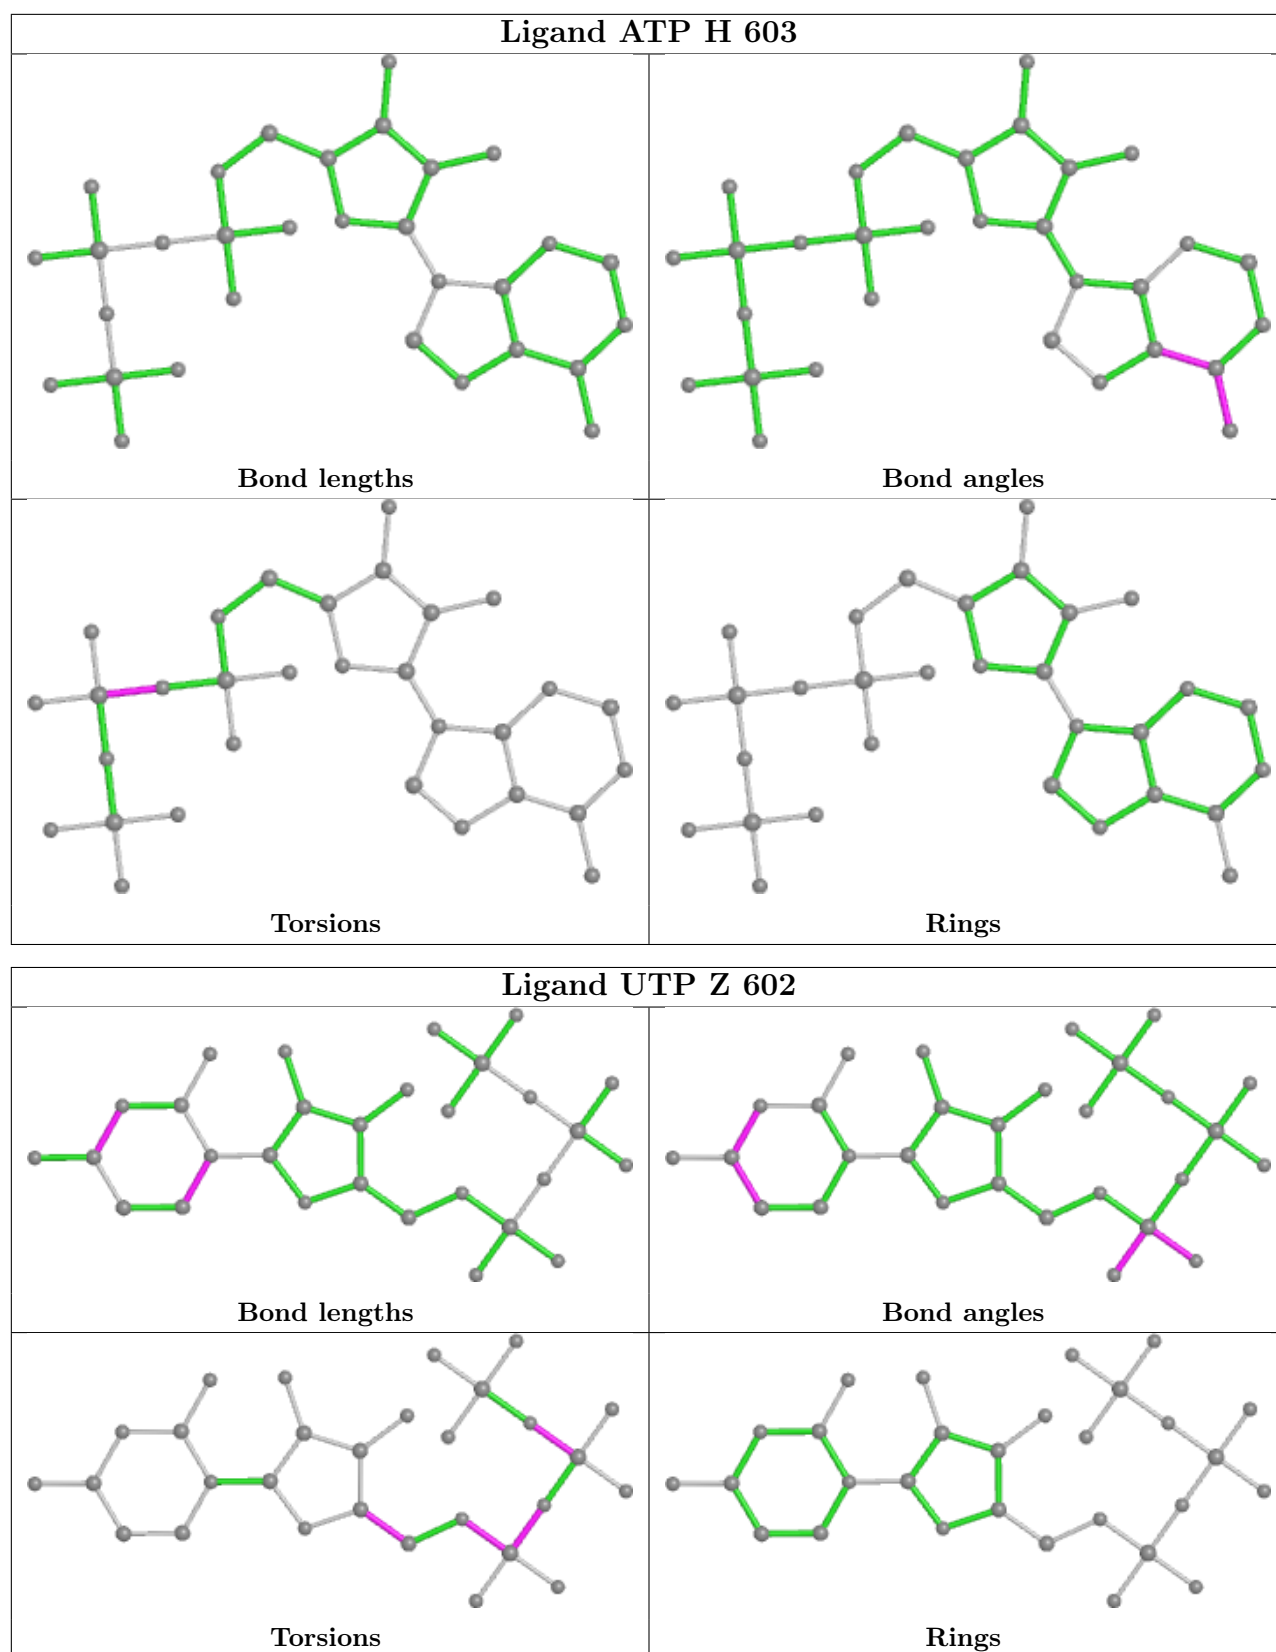 Ligand ATP H 603
Bond lengths
Bond angles
Torsions
Rings
Ligand UTP Z 602
Bond lengths
Bond angles
Torsions
Rings